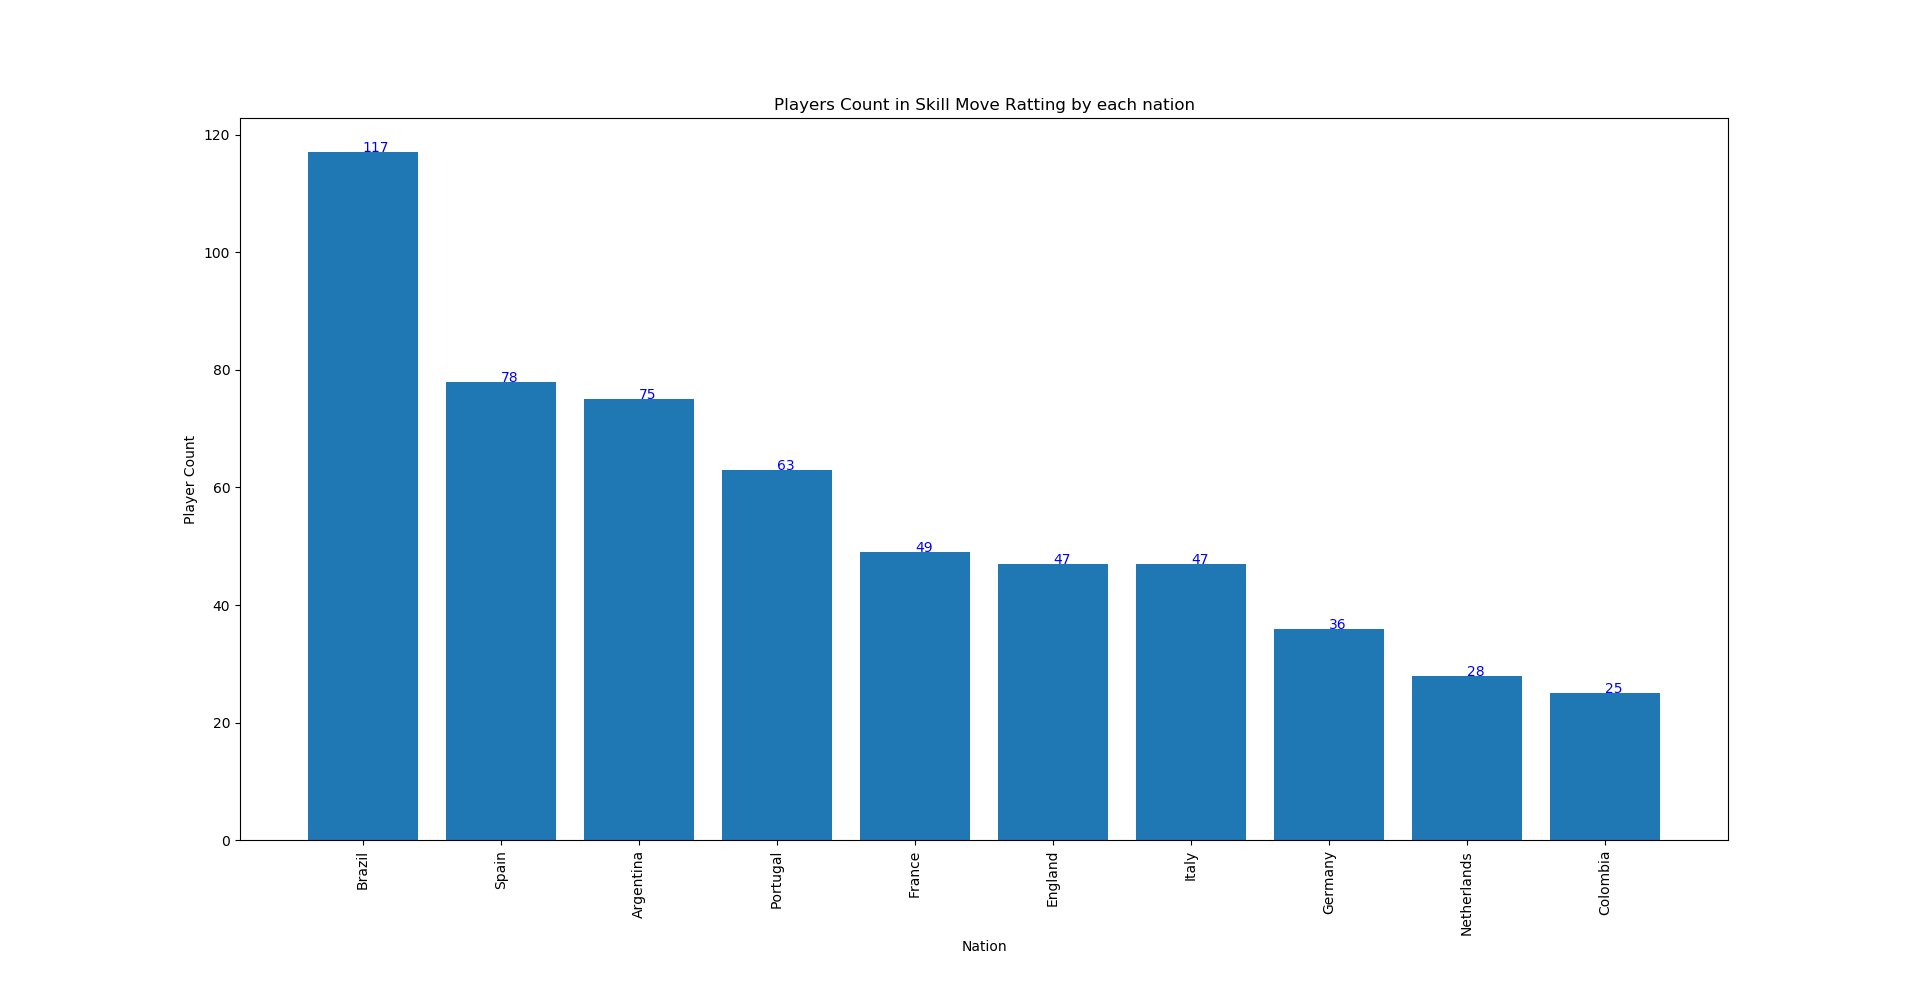 Players Count in Skill Move Ratting by each nation
Player Count
120
100
80
60
40
20
0
117
78
75
63
49
47
47
36
28
25
Brazil
Spain
Argentina
Portugal
France
England
Italy
Germany
Netherlands
Colombia
Nation